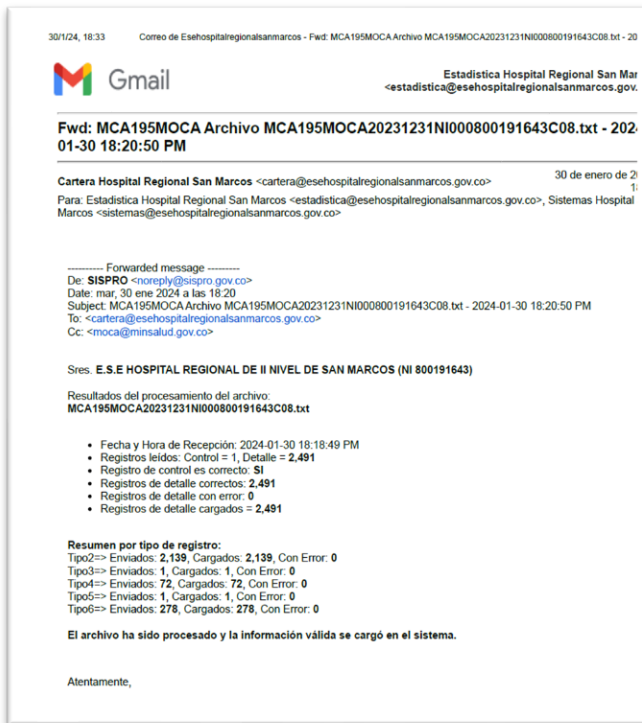 30/1/24, 18:33 Correo de Esehospitalregionalsanmarcos - Fwd: MCA195MOCA Archivo MCA195MOCA20231231NI000800191643C08.txt - 20
Gmail
Estadistica Hospital Regional San Mar
<estadistica@esehospitalregionalsanmarcos.gov.
Fwd: MCA195MOCA Archivo MCA195MOCA20231231NI000800191643C08.txt - 202
01-30 18:20:50 PM
Cartera Hospital Regional San Marcos <cartera@esehospitalregionalsanmarcos.gov.co> 30 de enero de 2
Para: Estadistica Hospital Regional San Marcos <estadistica@esehospitalregionalsanmarcos.gov.co>, Sistemas Hospital
Marcos <sistemas@esehospitalregionalsanmarcos.gov.co>
---------- Forwarded message ---------
De: SISPRO <noreply@sispro.gov.co>
Date: mar, 30 ene 2024 a las 18:20
Subject: MCA195MOCA Archivo MCA195MOCA20231231NI000800191643C08.txt - 2024-01-30 18:20:50 PM
To: <cartera@esehospitalregionalsanmarcos.gov.co>
Cc: <moca@minsalud.gov.co>
Sres. E.S.E HOSPITAL REGIONAL DE II NIVEL DE SAN MARCOS (NI 800191643)
Resultados del procesamiento del archivo:
MCA195MOCA20231231NI000800191643C08.txt
• Fecha y Hora de Recepción: 2024-01-30 18:18:49 PM
• Registros leídos: Control = 1, Detalle = 2,491
• Registro de control es correcto: SI
• Registros de detalle correctos: 2,491
• Registros de detalle con error: 0
• Registros de detalle cargados = 2,491
Resumen por tipo de registro:
Tipo2=> Enviados: 2,139, Cargados: 2,139, Con Error: 0
Tipo3=> Enviados: 1, Cargados: 1, Con Error: 0
Tipo4=> Enviados: 72, Cargados: 72, Con Error: 0
Tipo5=> Enviados: 1, Cargados: 1, Con Error: 0
Tipo6=> Enviados: 278, Cargados: 278, Con Error: 0
El archivo ha sido procesado y la información válida se cargó en el sistema.
Atentamente,